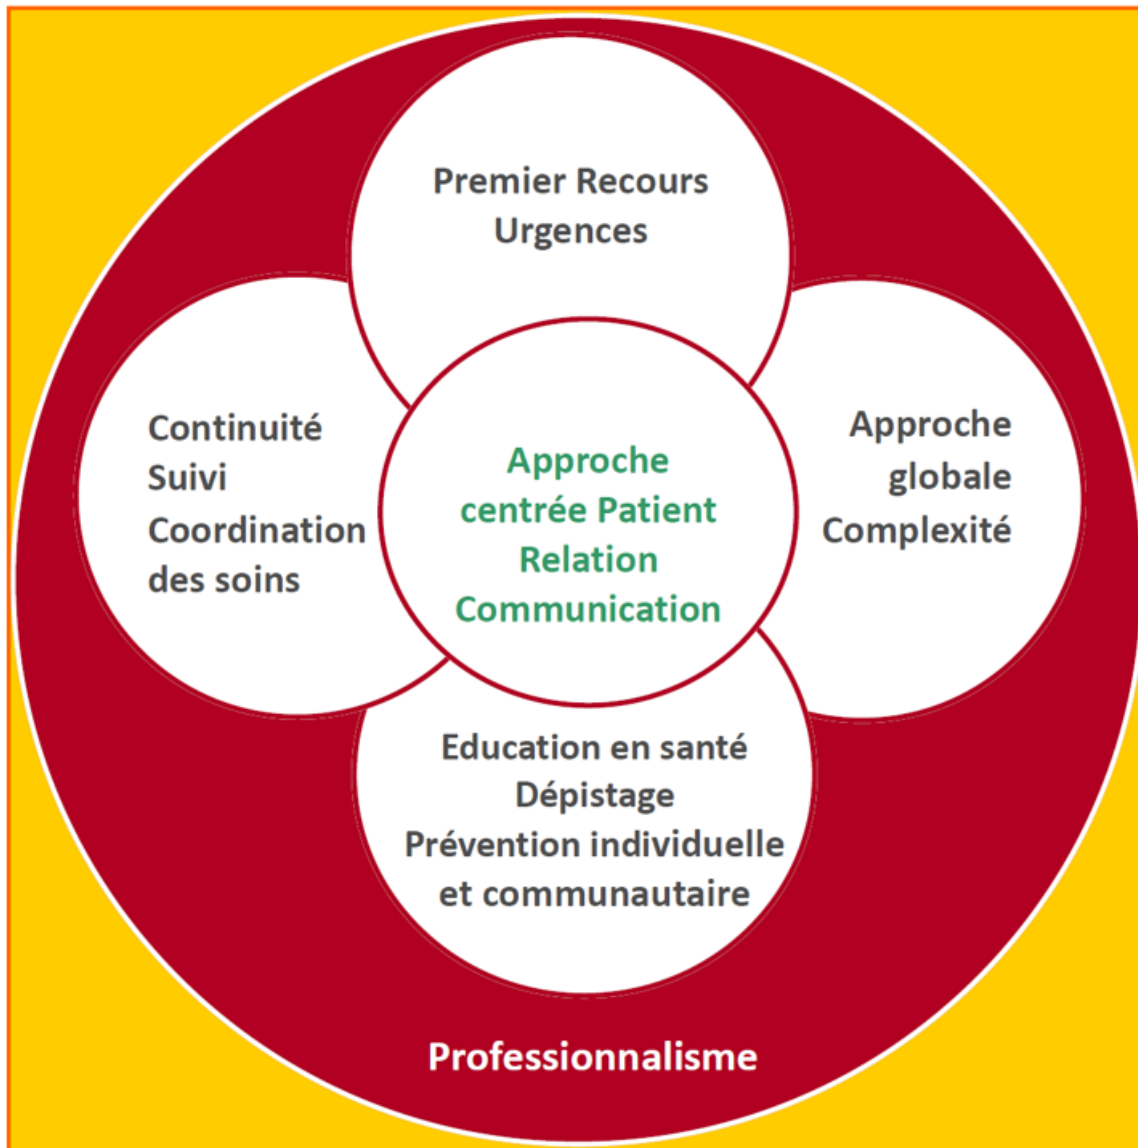 Premier Recours
Urgences
Continuité
Suivi
Coordination
des soins
Approche
centrée Patient
Relation
Communication
Approche
globale
Complexité
Education en santé
Dépistage
Prévention individuelle
et communautaire
Professionnalisme